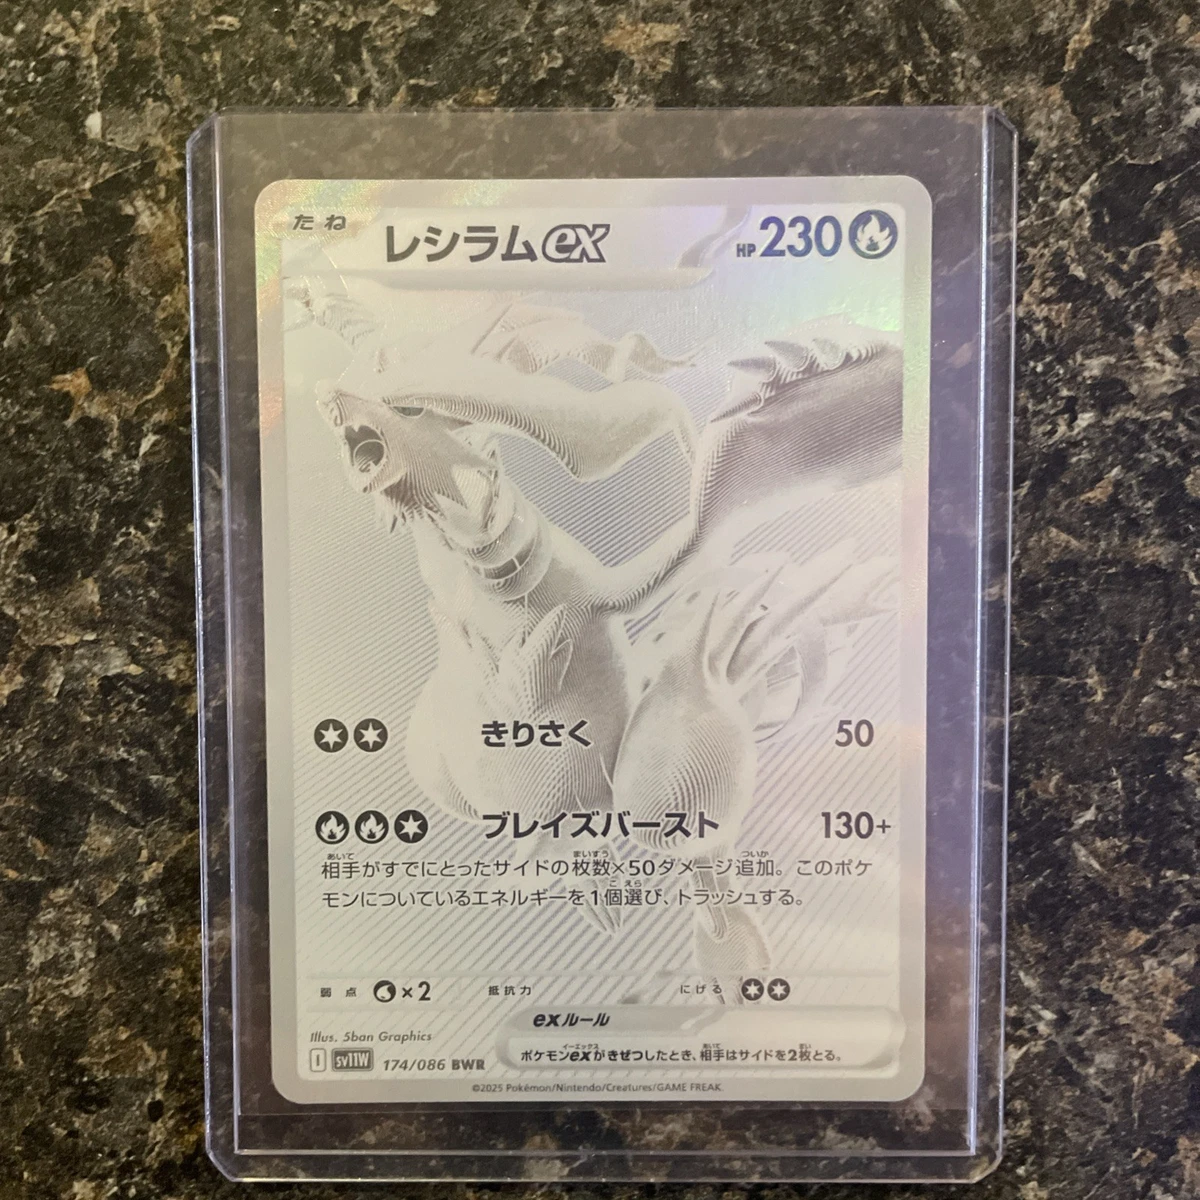 たね レシラムex HP230
きりさく 50
ブレイズバースト 130+
相手がすでにとったサイドの枚数×50ダメージ追加。このポケ
モンについているエネルギーを1個選び、トラッシュする。
弱点 ×2 抵抗力 にげる
exルール
Illus. 5ban Graphics
ポケモンexがきぜつしたとき、相手はサイドを2枚とる。
I SV11W 174/086 BWR
©2025 Pokémon/Nintendo/Creatures/GAME FREAK.